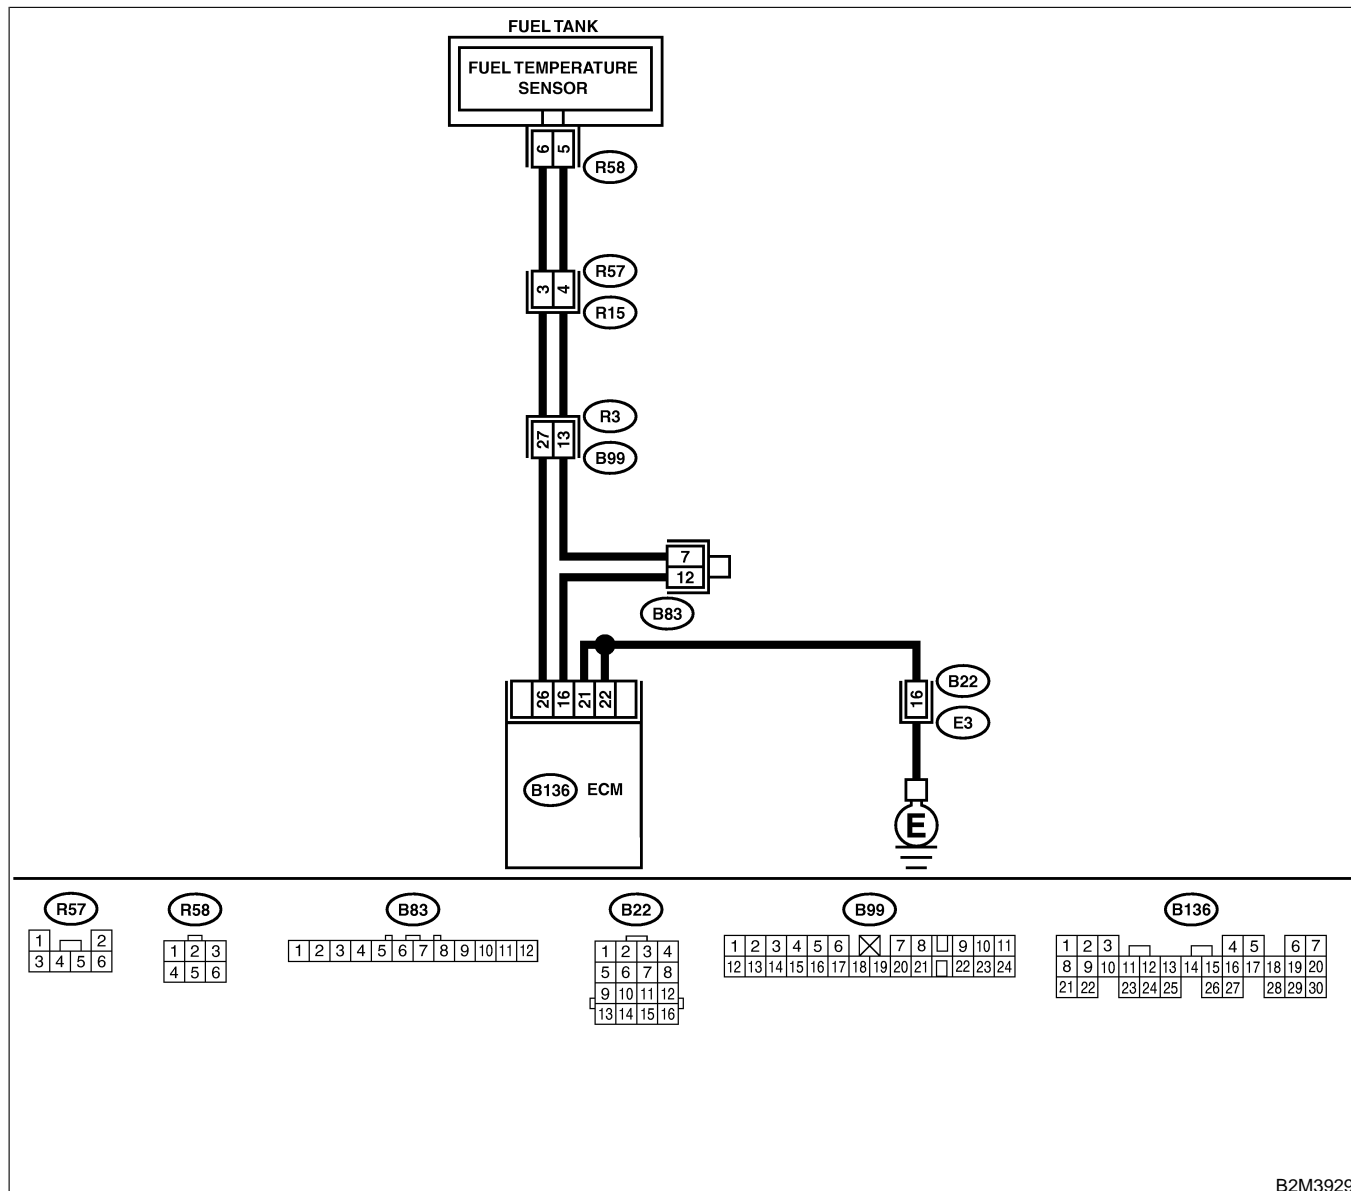 FUEL TANK
FUEL TEMPERATURE
SENSOR
6 5
R58
R57
3 4
R15
R3
27 13
B99
7
12
B83
26 16 21 22
B22
16
E3
B136 ECM
E
R57 R58 B83 B22 B99 B136
1 2
3 4 5 6
1 2 3
4 5 6
1 2 3 4 5 6 7 8 9 10 11 12
1 2 3 4
5 6 7 8
9 10 11 12
13 14 15 16
1 2 3 4 5 6 7 8 9 10 11
12 13 14 15 16 17 18 19 20 21 22 23 24
1 2 3 4 5 6 7
8 9 10 11 12 13 14 15 16 17 18 19 20
21 22 23 24 25 26 27 28 29 30
B2M3929